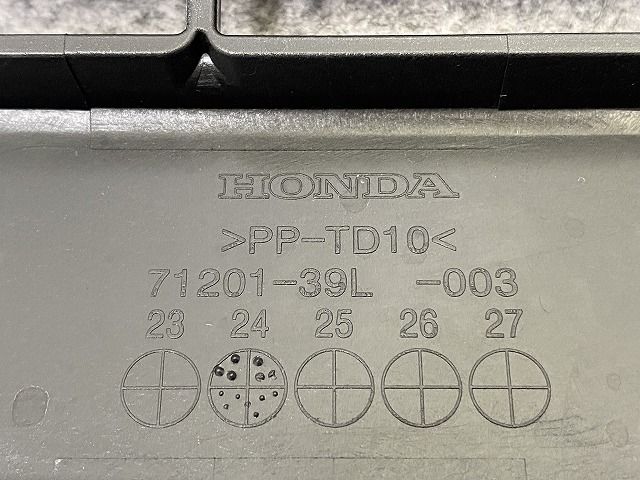 HONDA
>PP-TD10<
71201-39L -003
23 24 25 26 27